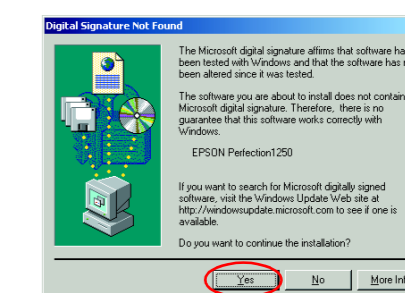 Digital Signature Not Found
The Microsoft digital signature affirms that software
been tested with Windows and that the software has
been altered since it was tested.
The software you are about to install does not contain
Microsoft digital signature. Therefore, there is no
guarantee that this software works correctly with
Windows.
EPSON Perfection1250
If you want to search for Microsoft digitally signed
software, visit the Windows Update Web site at
http://windowsupdate.microsoft.com to see if one is
available.
Do you want to continue the installation?
Yes No More